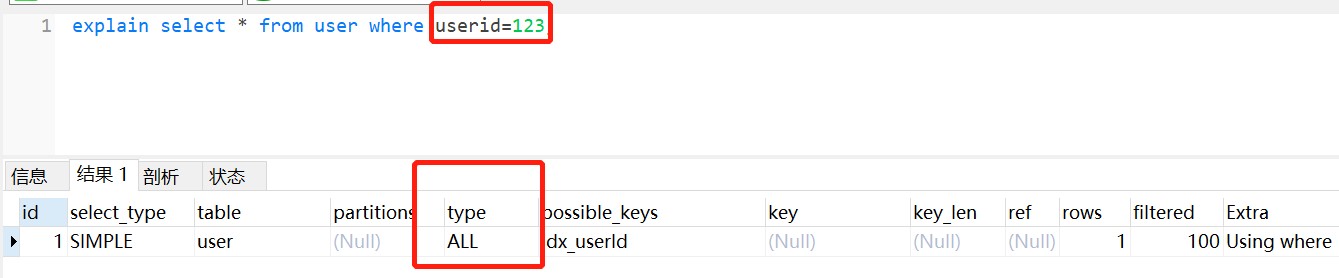 1 explain select * from user where userid=123
信息 结果 1 剖析 状态
id select_type table partitions type possible_keys key key_len ref rows filtered Extra
1 SIMPLE user (Null) ALL dx_userId (Null) (Null) (Null) 1 100 Using where